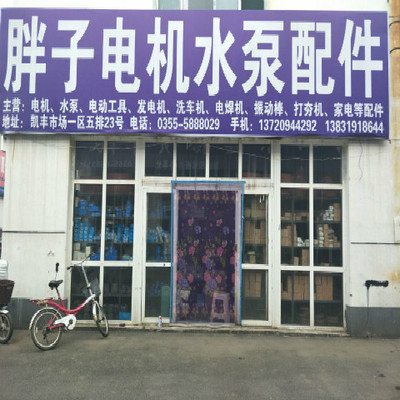 胖子电机水泵配件
主营：电机、水泵、电动工具、发电机、洗车机、电焊机、振动棒、打夯机、家电等配件
地址：凯丰市场一区五排23号 电话：0355-5888029 手机：13720944292 13831918644